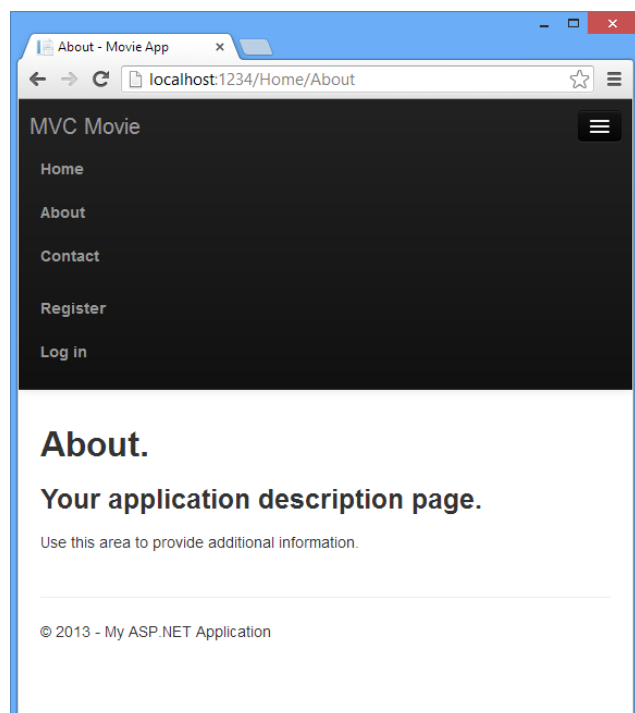 About - Movie App
localhost:1234/Home/About
MVC Movie
Home
About
Contact
Register
Log in
About.
Your application description page.
Use this area to provide additional information.
© 2013 - My ASP.NET Application